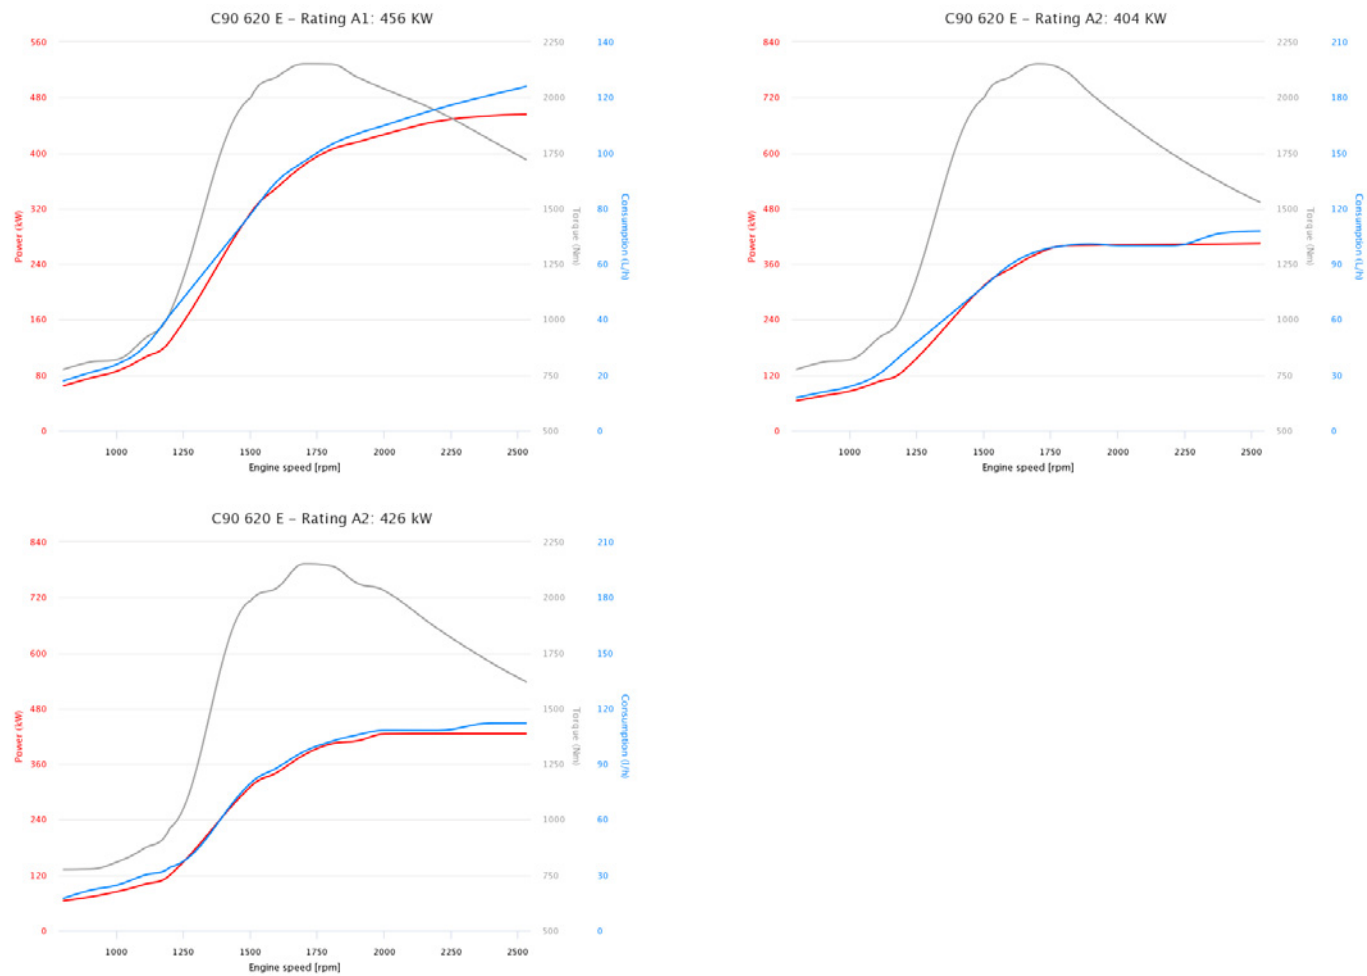 C90 620 E – Rating A1: 456 KW
560 2250 140
480 2000 120
400 1750 100
320 1500 80
240 1250 60
160 1000 40
80 750 20
0 500 0
Power (kW)
Torque (Nm)
Consumption (L/h)
1000 1250 1500 1750 2000 2250 2500
Engine speed [rpm]
C90 620 E – Rating A2: 404 KW
840 2250 210
720 2000 180
600 1750 150
480 1500 120
360 1250 90
240 1000 60
120 750 30
0 500 0
Power (kW)
Torque (Nm)
Consumption (L/h)
1000 1250 1500 1750 2000 2250 2500
Engine speed [rpm]
C90 620 E – Rating A2: 426 kW
840 2250 210
720 2000 180
600 1750 150
480 1500 120
360 1250 90
240 1000 60
120 750 30
0 500 0
Power (kW)
Torque (Nm)
Consumption (l/h)
1000 1250 1500 1750 2000 2250 2500
Engine speed [rpm]